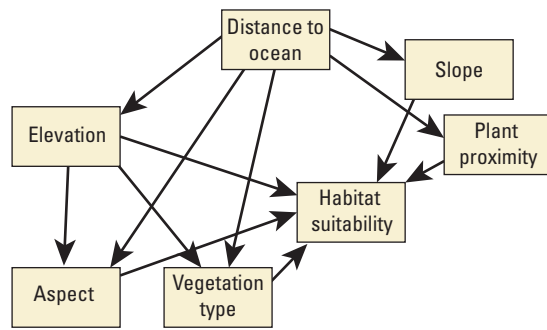 Distance to
ocean
Slope
Elevation
Plant
proximity
Habitat
suitability
Aspect
Vegetation
type